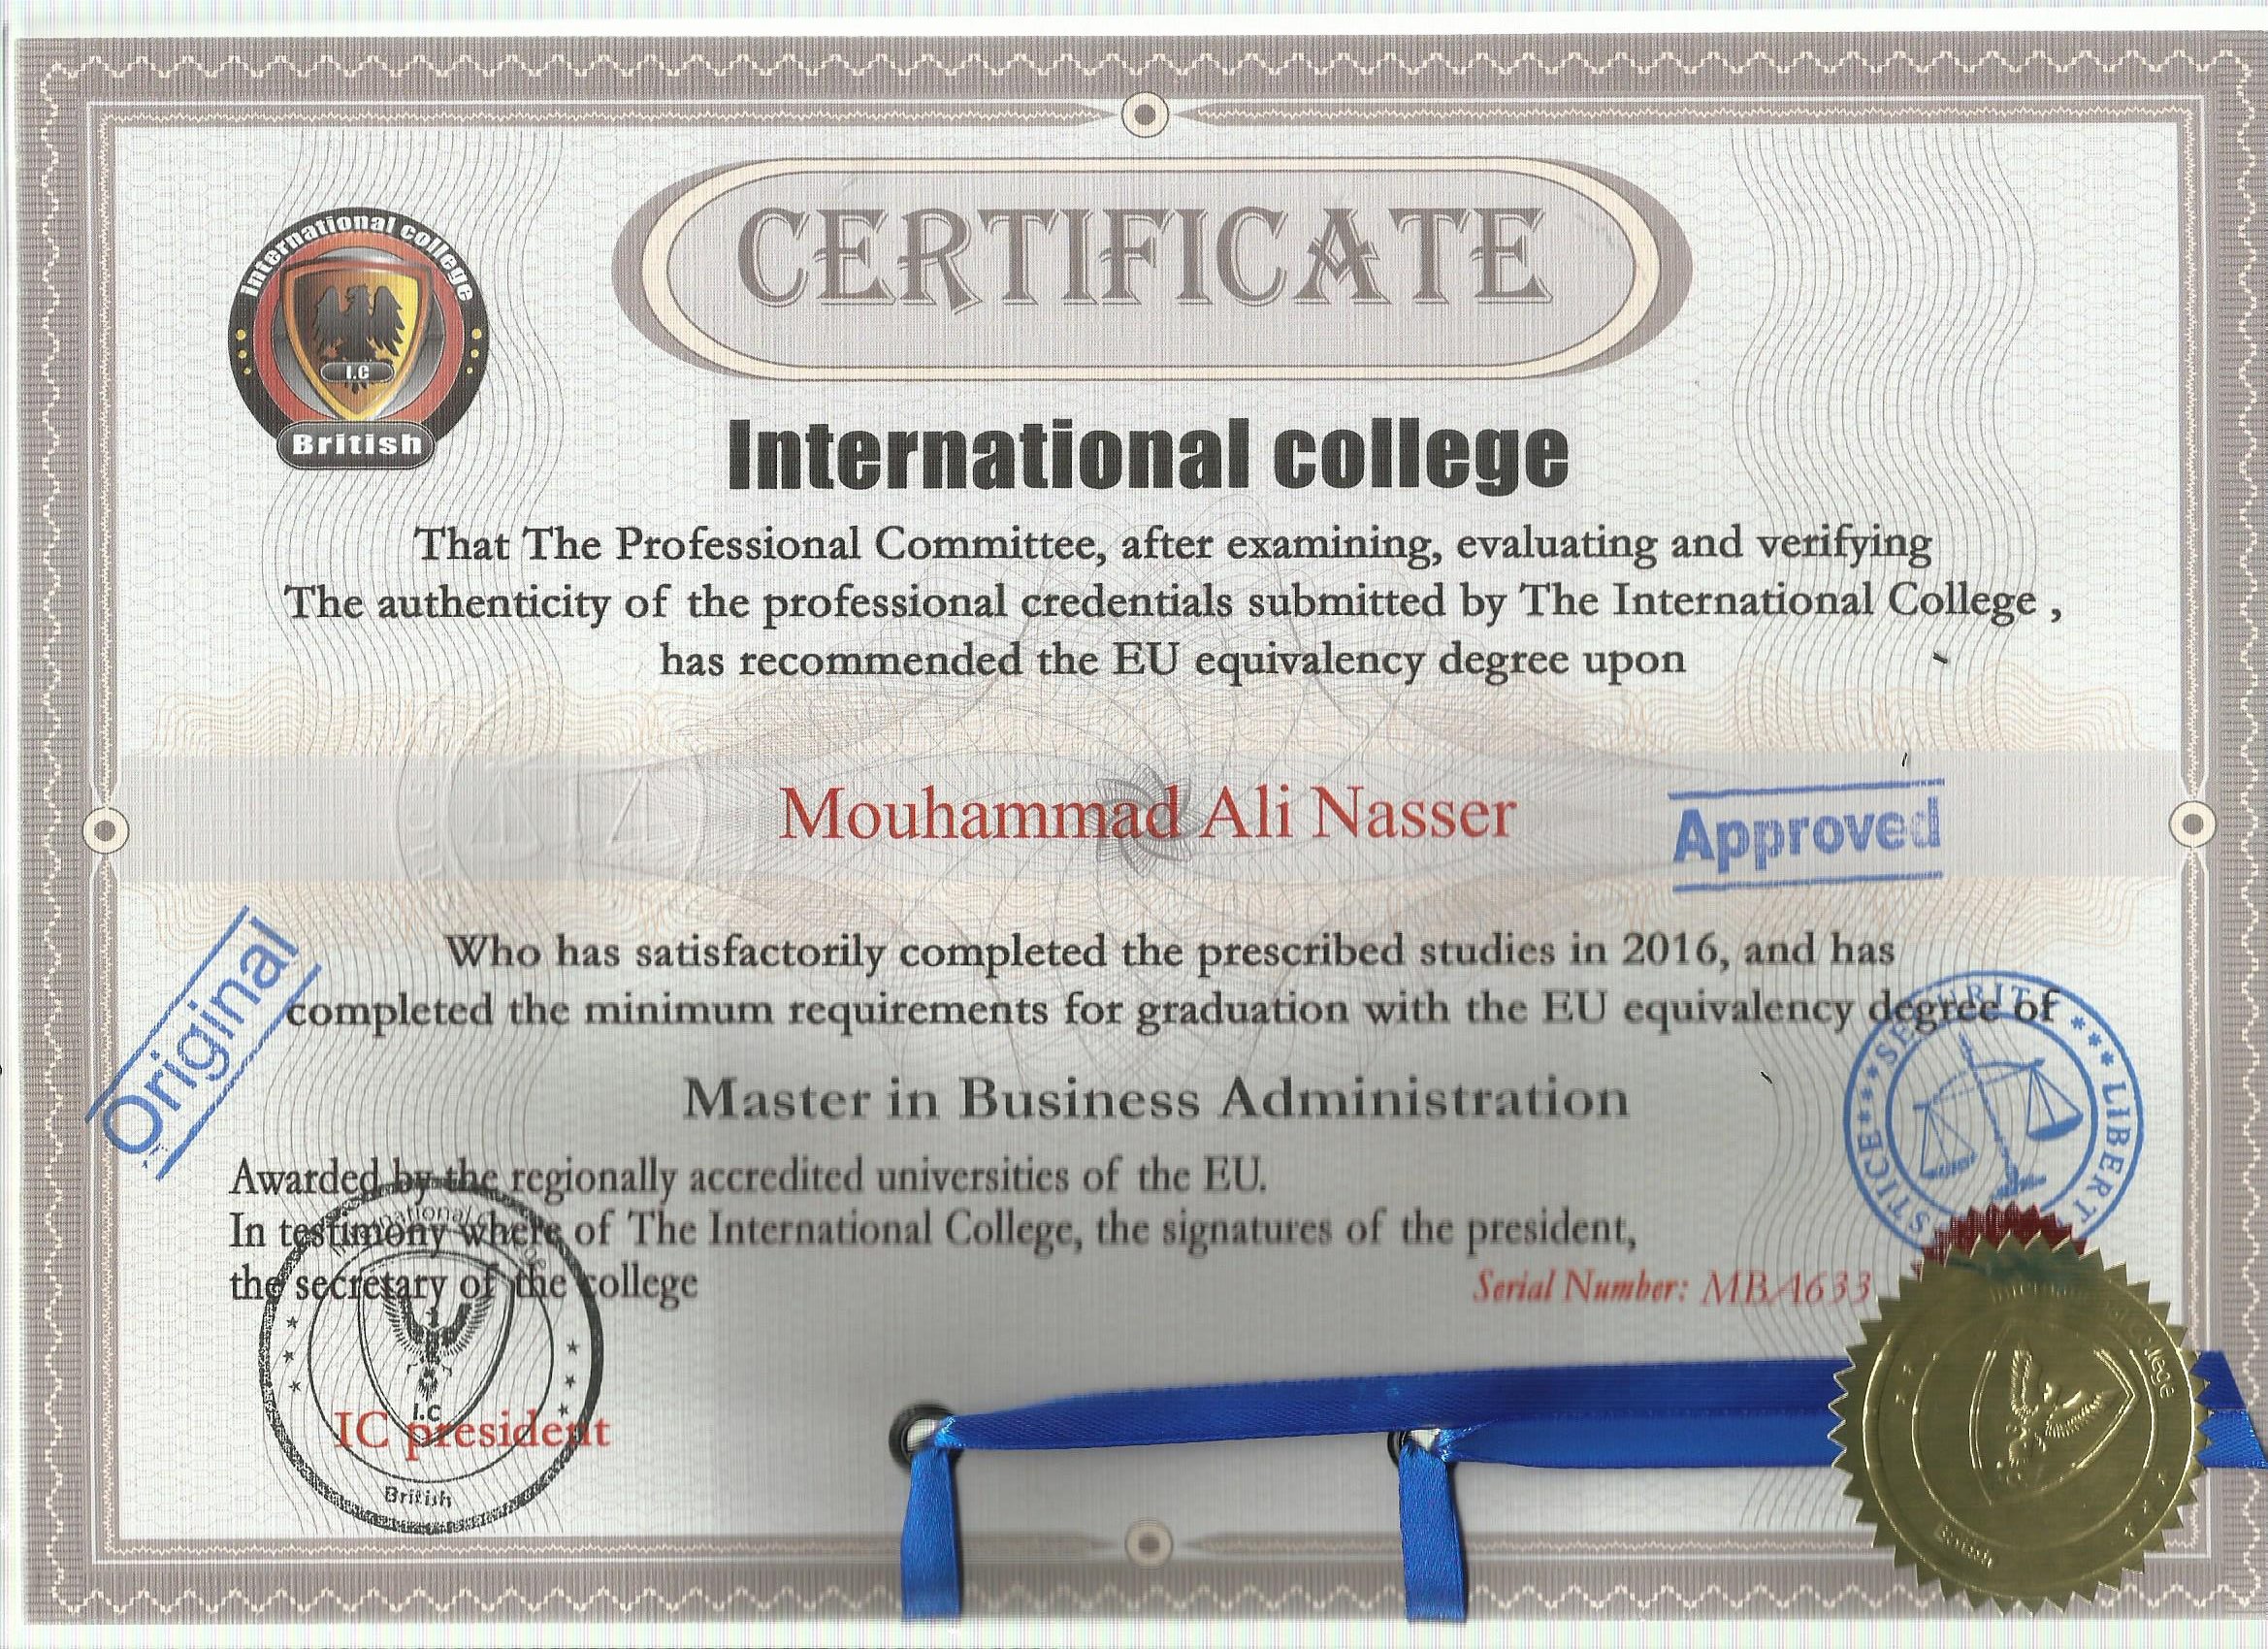 CERTIFICATE
International college
I.C
British
International college
That The Professional Committee, after examining, evaluating and verifying
The authenticity of the professional credentials submitted by The International College ,
has recommended the EU equivalency degree upon
Mouhammad Ali Nasser
Approved
Original
Who has satisfactorily completed the prescribed studies in 2016, and has
completed the minimum requirements for graduation with the EU equivalency degree of
Master in Business Administration
Awarded by the regionally accredited universities of the EU.
In testimony where of The International College, the signatures of the president,
the secretary of the college
Serial Number: MBA633
I.C
IC president
British
College
British